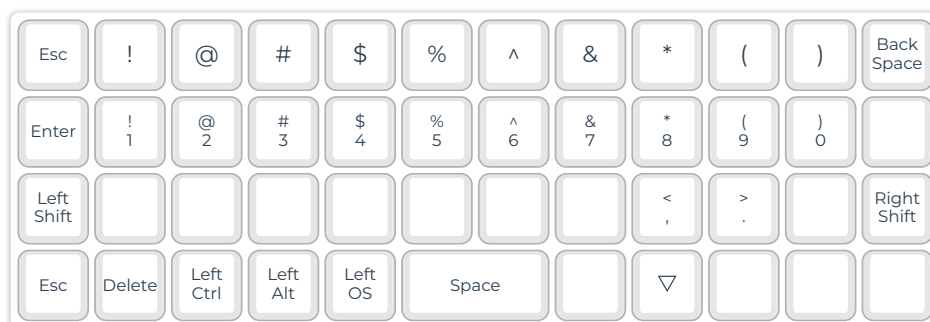 Esc ! @ # $ % ^ & * ( ) Back Space
Enter ! 1 @ 2 # 3 $ 4 % 5 ^ 6 & 7 * 8 ( 9 ) 0
Left Shift < , > . Right Shift
Esc Delete Left Ctrl Left Alt Left OS Space ▽